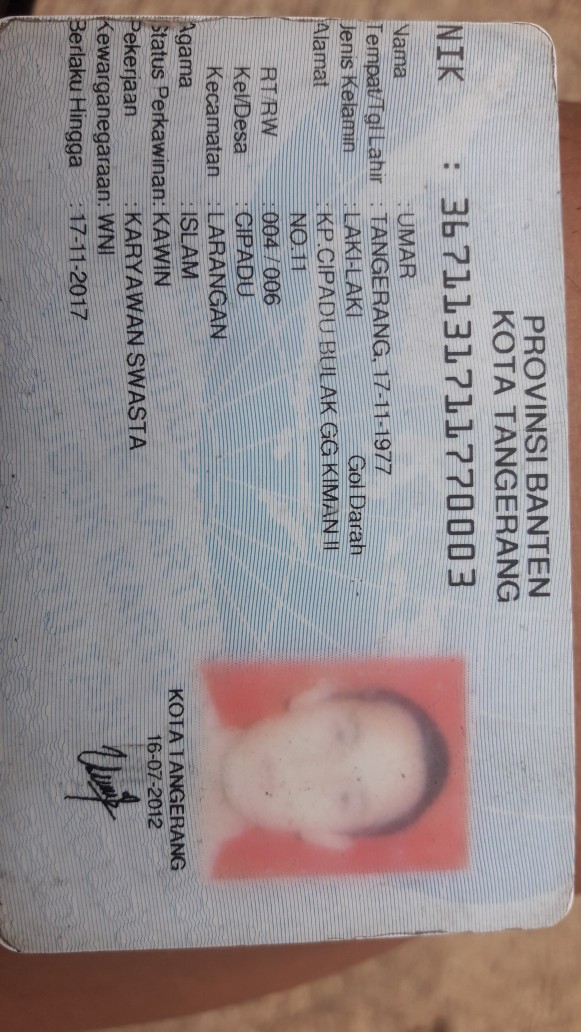 PROVINSI BANTEN
KOTA TANGERANG
NIK : 3671131711770003
Nama : UMAR
Tempat/Tgl Lahir : TANGERANG, 17-11-1977
Jenis Kelamin : LAKI-LAKI Gol Darah :
Alamat : KP.CIPADU BULAK GG KIMAN II
NO.11
RT/RW : 004 / 006
Kel/Desa : CIPADU
Kecamatan : LARANGAN
Agama : ISLAM
Status Perkawinan: KAWIN
Pekerjaan : KARYAWAN SWASTA
Kewarganegaraan: WNI
Berlaku Hingga : 17-11-2017
KOTA TANGERANG
16-07-2012